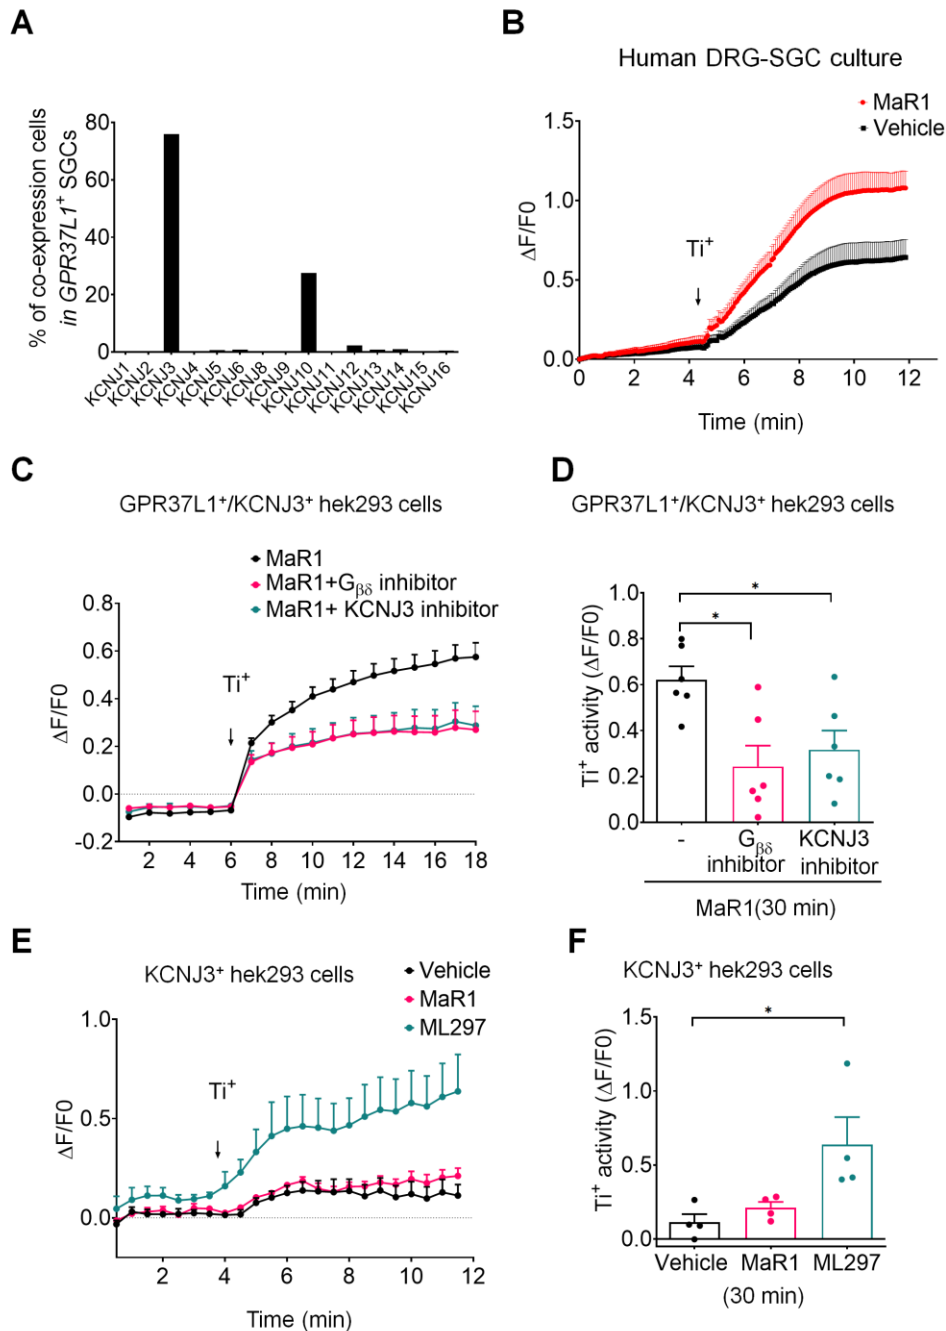 A
% of co-expression cells
in GPR37L1⁺ SGCs
80
60
40
20
0
KCNJ1
KCNJ2
KCNJ3
KCNJ4
KCNJ5
KCNJ6
KCNJ8
KCNJ9
KCNJ10
KCNJ11
KCNJ12
KCNJ13
KCNJ14
KCNJ15
KCNJ16
B
Human DRG-SGC culture
MaR1
Vehicle
ΔF/F0
1.5
1.0
0.5
0.0
Ti⁺
0 2 4 6 8 10 12
Time (min)
C
GPR37L1⁺/KCNJ3⁺ hek293 cells
MaR1
MaR1+Gβδ inhibitor
MaR1+ KCNJ3 inhibitor
ΔF/F0
0.8
0.6
0.4
0.2
0.0
-0.2
Ti⁺
2 4 6 8 10 12 14 16 18
Time (min)
D
GPR37L1⁺/KCNJ3⁺ hek293 cells
Ti⁺ activity (ΔF/F0)
1.0
0.8
0.6
0.4
0.2
0.0
*
*
- Gβδ KCNJ3
inhibitor inhibitor
MaR1(30 min)
E
KCNJ3⁺ hek293 cells
Vehicle
MaR1
ML297
ΔF/F0
1.0
0.5
0.0
Ti⁺
2 4 6 8 10 12
Time (min)
F
KCNJ3⁺ hek293 cells
Ti⁺ activity (ΔF/F0)
1.5
1.0
0.5
0.0
*
Vehicle MaR1 ML297
(30 min)